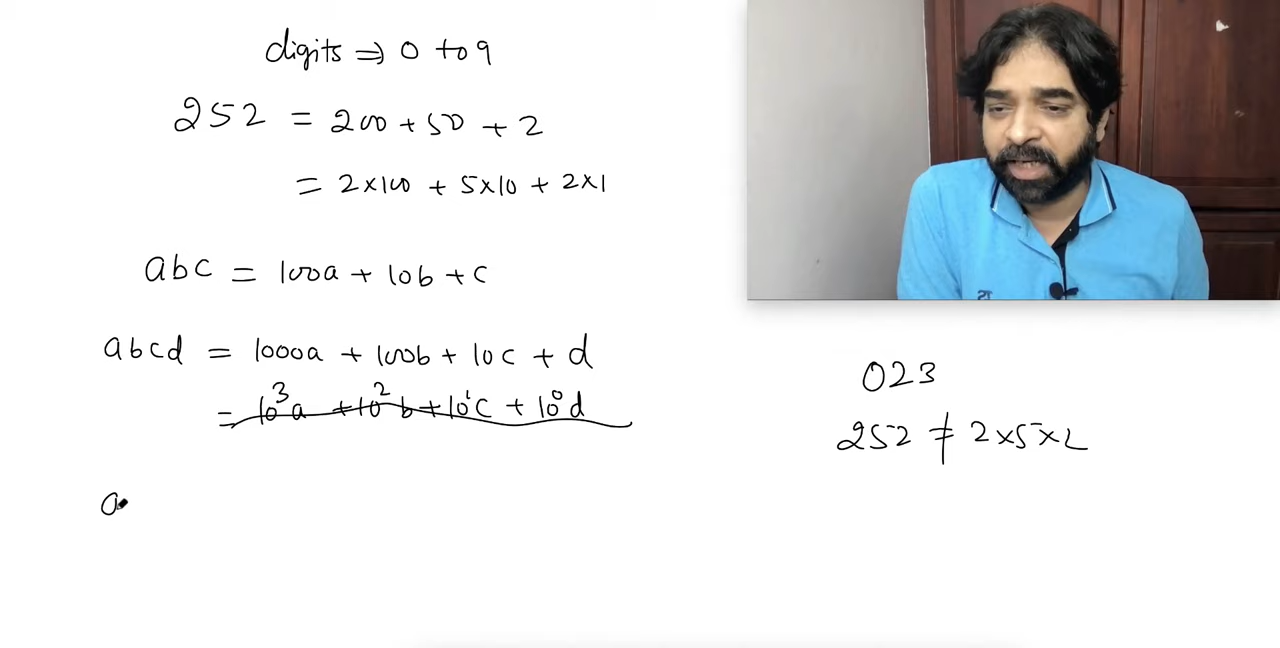 digits ⇒ 0 to 9
252 = 200 + 50 + 2
= 2×100 + 5×10 + 2×1
abc = 100a + 10b + c
abcd = 1000a + 100b + 10c + d
= 10³a + 10²b + 10¹c + 10⁰d
a
023
252 ≠ 2×5×2